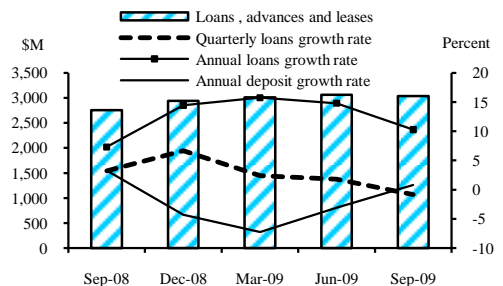 Loans , advances and leases
$M Quarterly loans growth rate Percent
Annual loans growth rate
Annual deposit growth rate
3,500 20
3,000 15
2,500 10
2,000 5
1,500 0
1,000 -5
500 -10
0
Sep-08 Dec-08 Mar-09 Jun-09 Sep-09